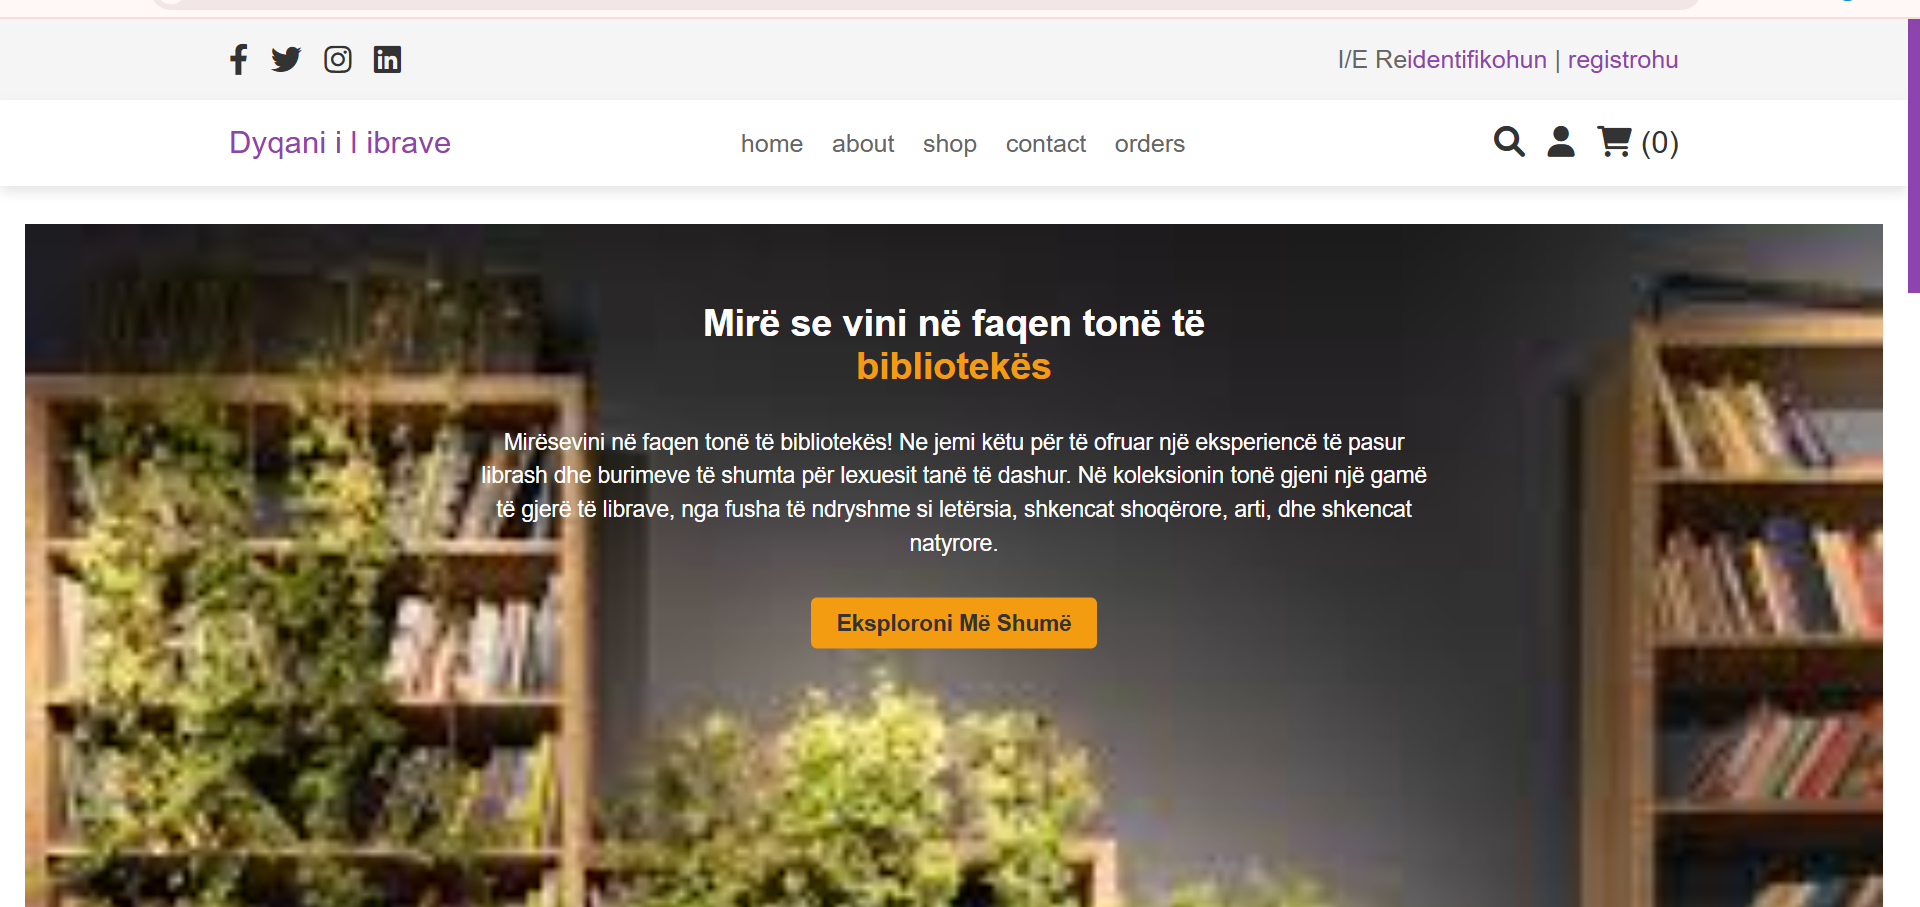 I/E Reidentifikohun | registrohu
Dyqani i l ibrave
home about shop contact orders
(0)
Mirë se vini në faqen tonë të
bibliotekës
Mirësevini në faqen tonë të bibliotekës! Ne jemi këtu për të ofruar një eksperiencë të pasur
librash dhe burimeve të shumta për lexuesit tanë të dashur. Në koleksionin tonë gjeni një gamë
të gjerë të librave, nga fusha të ndryshme si letërsia, shkencat shoqërore, arti, dhe shkencat
natyrore.
Eksploroni Më Shumë